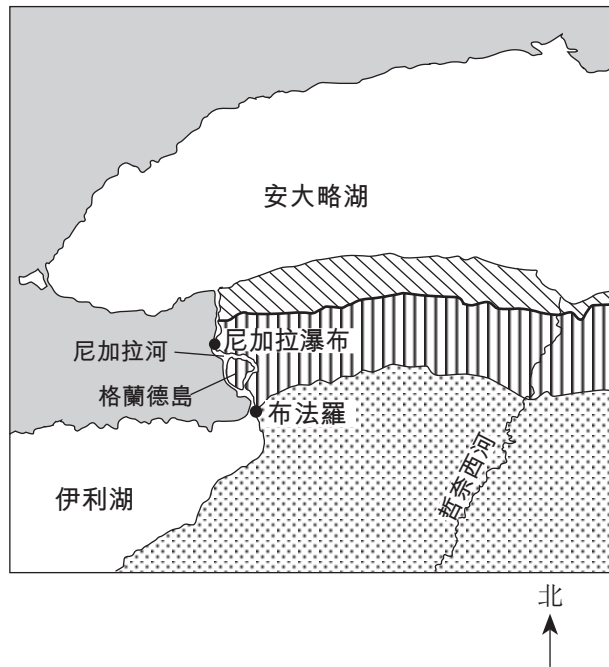 安大略湖
尼加拉瀑布
尼加拉河
格蘭德島
布法羅
伊利湖
哲奈西河
北